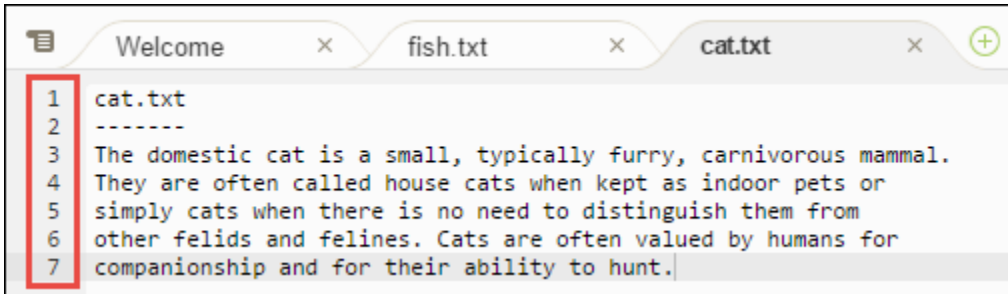 Welcome × fish.txt × cat.txt ×
1 cat.txt
2 -------
3 The domestic cat is a small, typically furry, carnivorous mammal.
4 They are often called house cats when kept as indoor pets or
5 simply cats when there is no need to distinguish them from
6 other felids and felines. Cats are often valued by humans for
7 companionship and for their ability to hunt.